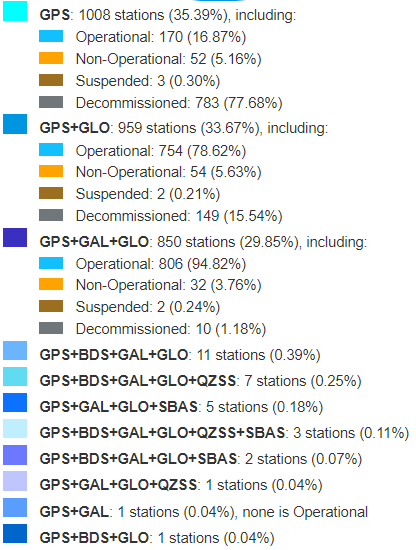 GPS: 1008 stations (35.39%), including:
Operational: 170 (16.87%)
Non-Operational: 52 (5.16%)
Suspended: 3 (0.30%)
Decommissioned: 783 (77.68%)
GPS+GLO: 959 stations (33.67%), including:
Operational: 754 (78.62%)
Non-Operational: 54 (5.63%)
Suspended: 2 (0.21%)
Decommissioned: 149 (15.54%)
GPS+GAL+GLO: 850 stations (29.85%), including:
Operational: 806 (94.82%)
Non-Operational: 32 (3.76%)
Suspended: 2 (0.24%)
Decommissioned: 10 (1.18%)
GPS+BDS+GAL+GLO: 11 stations (0.39%)
GPS+BDS+GAL+GLO+QZSS: 7 stations (0.25%)
GPS+GAL+GLO+SBAS: 5 stations (0.18%)
GPS+BDS+GAL+GLO+QZSS+SBAS: 3 stations (0.11%)
GPS+BDS+GAL+GLO+SBAS: 2 stations (0.07%)
GPS+GAL+GLO+QZSS: 1 stations (0.04%)
GPS+GAL: 1 stations (0.04%), none is Operational
GPS+BDS+GLO: 1 stations (0.04%)